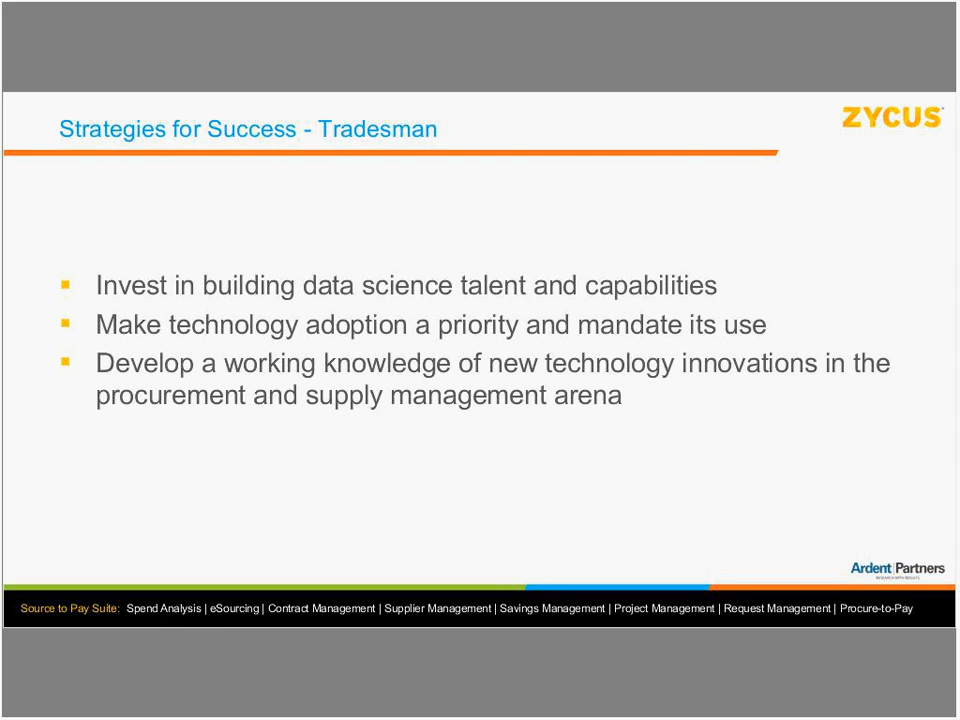 Strategies for Success - Tradesman
ZYCUS
▪ Invest in building data science talent and capabilities
▪ Make technology adoption a priority and mandate its use
▪ Develop a working knowledge of new technology innovations in the
procurement and supply management arena
Ardent|Partners
RESEARCH WITH RESULTS
Source to Pay Suite: Spend Analysis | eSourcing | Contract Management | Supplier Management | Savings Management | Project Management | Request Management | Procure-to-Pay